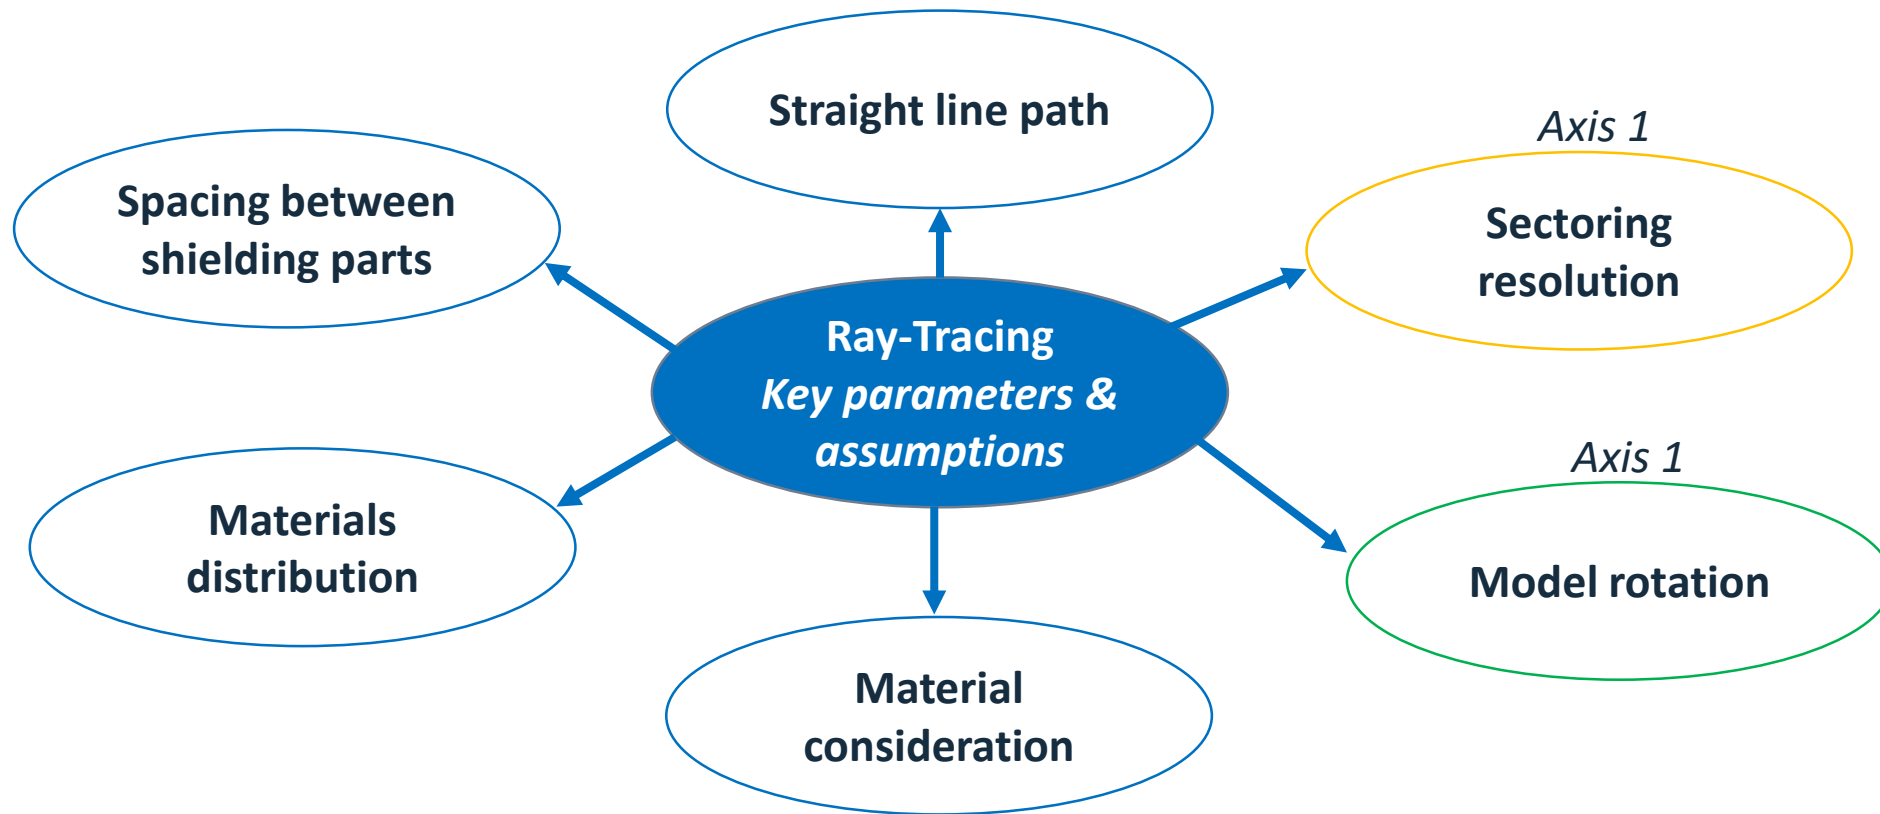 Straight line path
Axis 1
Spacing between
shielding parts
Sectoring
resolution
Ray-Tracing
Key parameters &
assumptions
Axis 1
Materials
distribution
Model rotation
Material
consideration